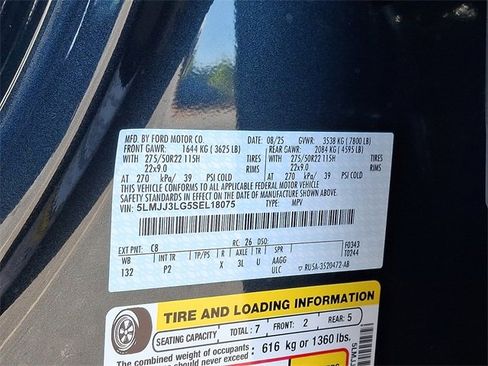 MFD. BY FORD MOTOR CO.
DATE: 08/25 GVWR: 3538 KG (7800 LB)
FRONT GAWR: 1644 KG (3625 LB) REAR GAWR: 2084 KG (4595 LB)
WITH 275/50R22 115H TIRES WITH 275/50R22 115H TIRES
22x9.0 RIMS 22x9.0 RIMS
AT 270 kPa/ 39 PSI COLD AT 270 kPa/ 39 PSI COLD
THIS VEHICLE CONFORMS TO ALL APPLICABLE FEDERAL MOTOR VEHICLE
SAFETY STANDARDS IN EFFECT ON THE DATE OF MANUFACTURE SHOWN ABOVE.
VIN: 5LMJJ3LG5SEL18075
TYPE: MPV
EXT PNT: C8 RC: 26 DSO: F0343
WB INT TR TP/PS R AXLE TR S AAGG T0244
132 P2 X 3L U ULC RU5A-3520472-AB
TIRE AND LOADING INFORMATION
SEATING CAPACITY TOTAL: 7 FRONT: 2 REAR: 5
The combined weight of occupants 616 kg or 1360 lbs.